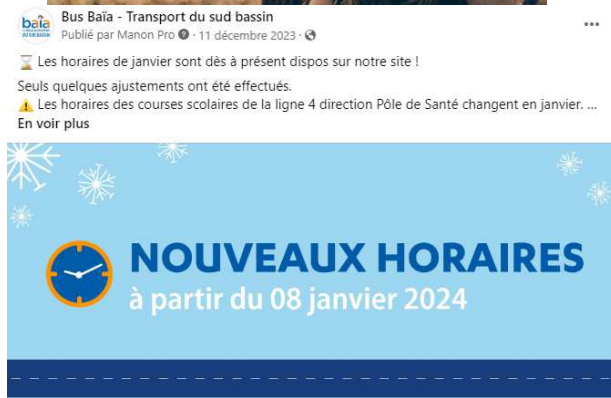 baïa
Bus Baïa - Transport du sud bassin
Publié par Manon Pro · 11 décembre 2023 ·
⌛ Les horaires de janvier sont dès à présent dispos sur notre site !
Seuls quelques ajustements ont été effectués.
⚠️ Les horaires des courses scolaires de la ligne 4 direction Pôle de Santé changent en janvier. ...
En voir plus
NOUVEAUX HORAIRES
à partir du 08 janvier 2024